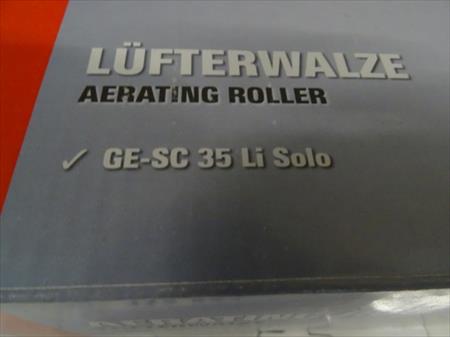 LÜFTERWALZE
AERATING ROLLER
✓ GE-SC 35 Li Solo